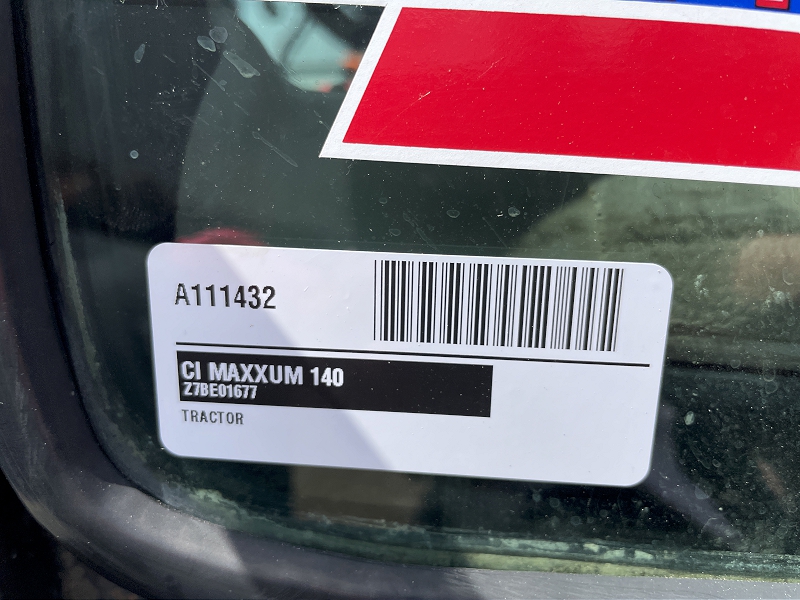 A111432
CI MAXXUM 140
Z7BE01677
TRACTOR